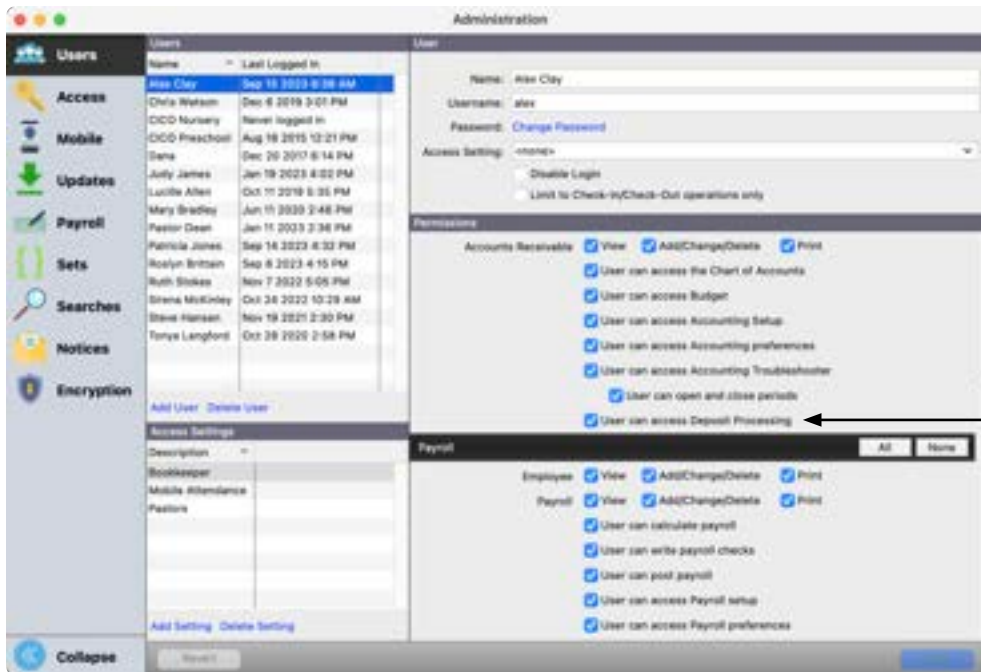 Administration
Users
Access
Mobile
Updates
Payroll
Sets
Searches
Notices
Encryption
Collapse
Users
Name Last Logged In
Alex Clay Sep 15 2023 8:38 AM
Chris Watson Dec 6 2019 3:01 PM
CICO Nursery Never logged in
CICO Preschool Aug 16 2015 12:21 PM
Dana Dec 20 2017 6:14 PM
Judy James Jan 19 2023 4:02 PM
Lucille Allen Oct 11 2019 5:35 PM
Mary Bradley Jun 11 2020 2:46 PM
Pastor Dean Jan 11 2023 2:36 PM
Patricia Jones Sep 14 2023 4:32 PM
Roslyn Brittain Sep 8 2023 4:15 PM
Ruth Stokes Nov 7 2022 5:05 PM
Sirena McKinley Oct 24 2022 10:29 AM
Steve Hansen Nov 19 2021 2:30 PM
Tonya Langford Oct 28 2020 2:58 PM
Add User Delete User
Access Settings
Description
Bookkeeper
Mobile Attendance
Pastors
Add Setting Delete Setting
Revert
User
Name: Alex Clay
Username: alex
Password: Change Password
Access Setting: <none>
Disable Login
Limit to Check-In/Check-Out operations only
Permissions
Accounts Receivable View Add/Change/Delete Print
User can access the Chart of Accounts
User can access Budget
User can access Accounting Setup
User can access Accounting preferences
User can access Accounting Troubleshooter
User can open and close periods
User can access Deposit Processing
Payroll All None
Employee View Add/Change/Delete Print
Payroll View Add/Change/Delete Print
User can calculate payroll
User can write payroll checks
User can post payroll
User can access Payroll setup
User can access Payroll preferences